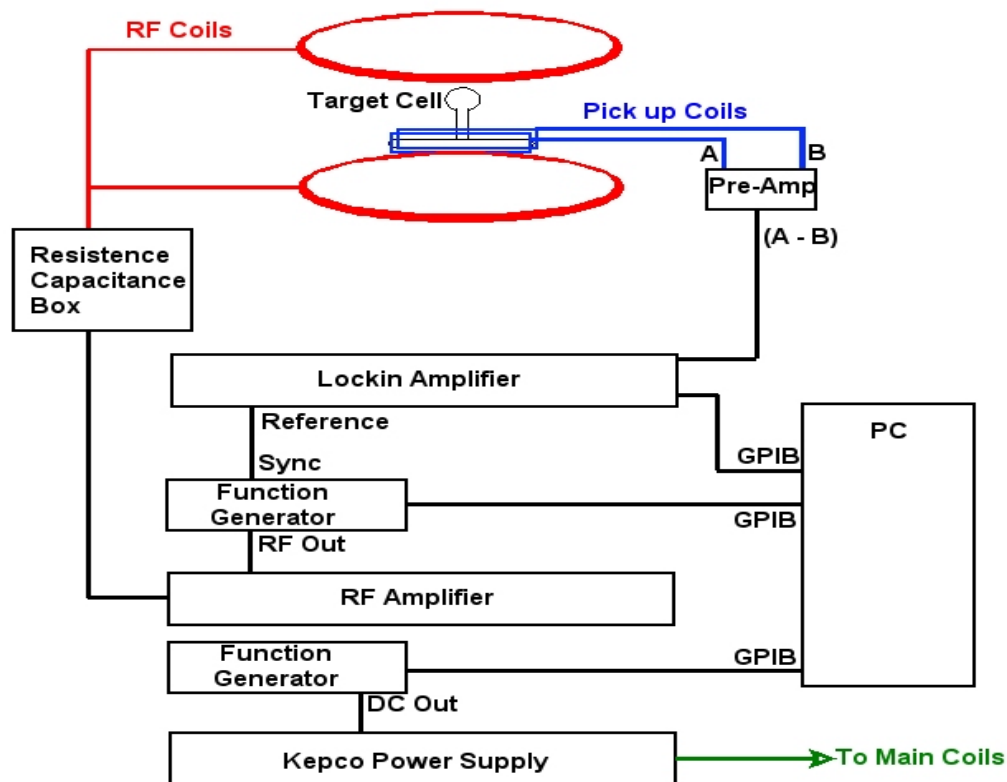 RF Coils
Target Cell
Pick up Coils
A
B
Pre-Amp
(A - B)
Resistence
Capacitance
Box
Lockin Amplifier
Reference
PC
GPIB
Sync
Function
Generator
GPIB
RF Out
RF Amplifier
Function
Generator
GPIB
DC Out
Kepco Power Supply
To Main Coils